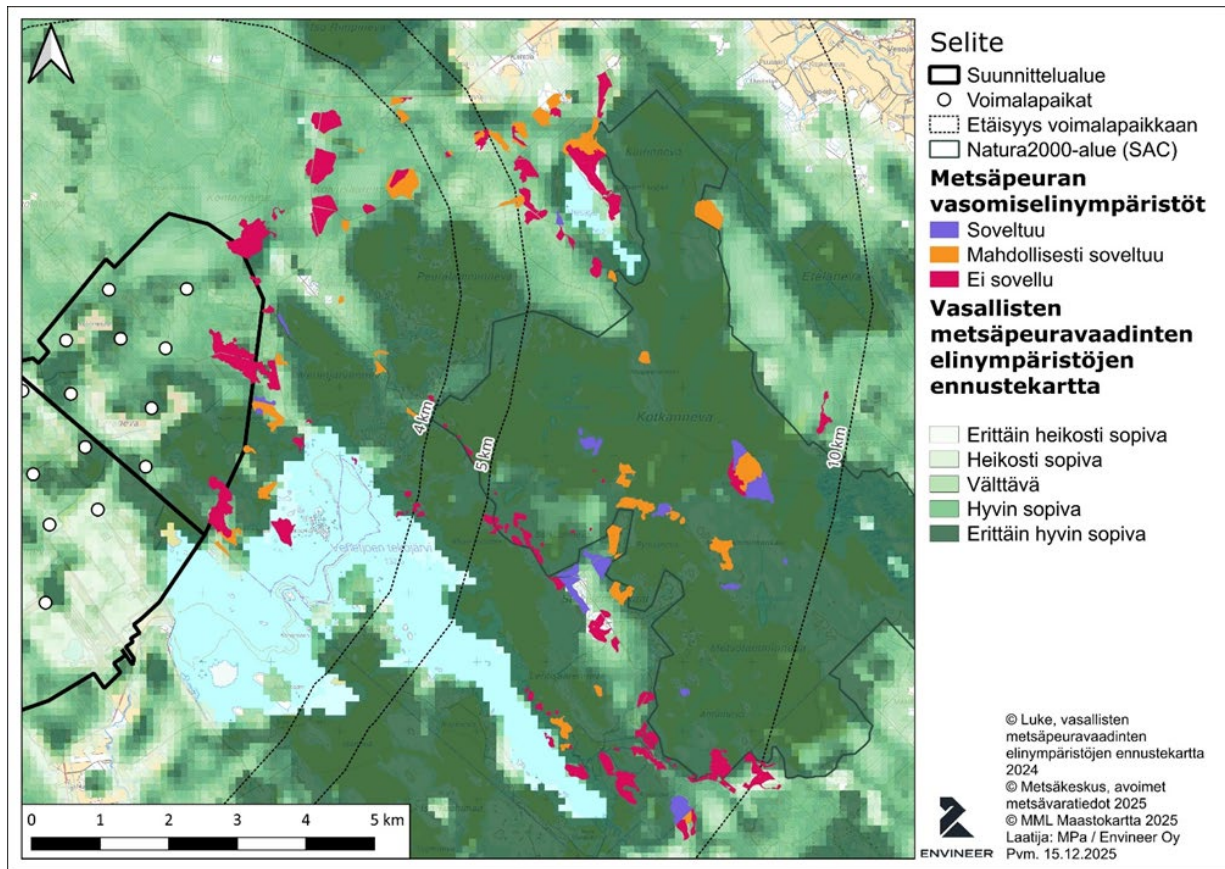 Kotkanneva
4 km
5 km
10 km
0 1 2 3 4 5 km
Selite
Suunnittelualue
Voimalapaikat
Etäisyys voimalapaikkaan
Natura2000-alue (SAC)
Metsäpeuran
vasomiselinympäristöt
Soveltuu
Mahdollisesti soveltuu
Ei sovellu
Vasallisten
metsäpeuravaadinten
elinympäristöjen
ennustekartta
Erittäin heikosti sopiva
Heikosti sopiva
Välttävä
Hyvin sopiva
Erittäin hyvin sopiva
© Luke, vasallisten
metsäpeuravaadinten
elinympäristöjen ennustekartta
2024
© Metsäkeskus, avoimet
metsävaratiedot 2025
© MML Maastokartta 2025
Laatija: MPa / Envineer Oy
Pvm. 15.12.2025
ENVINEER